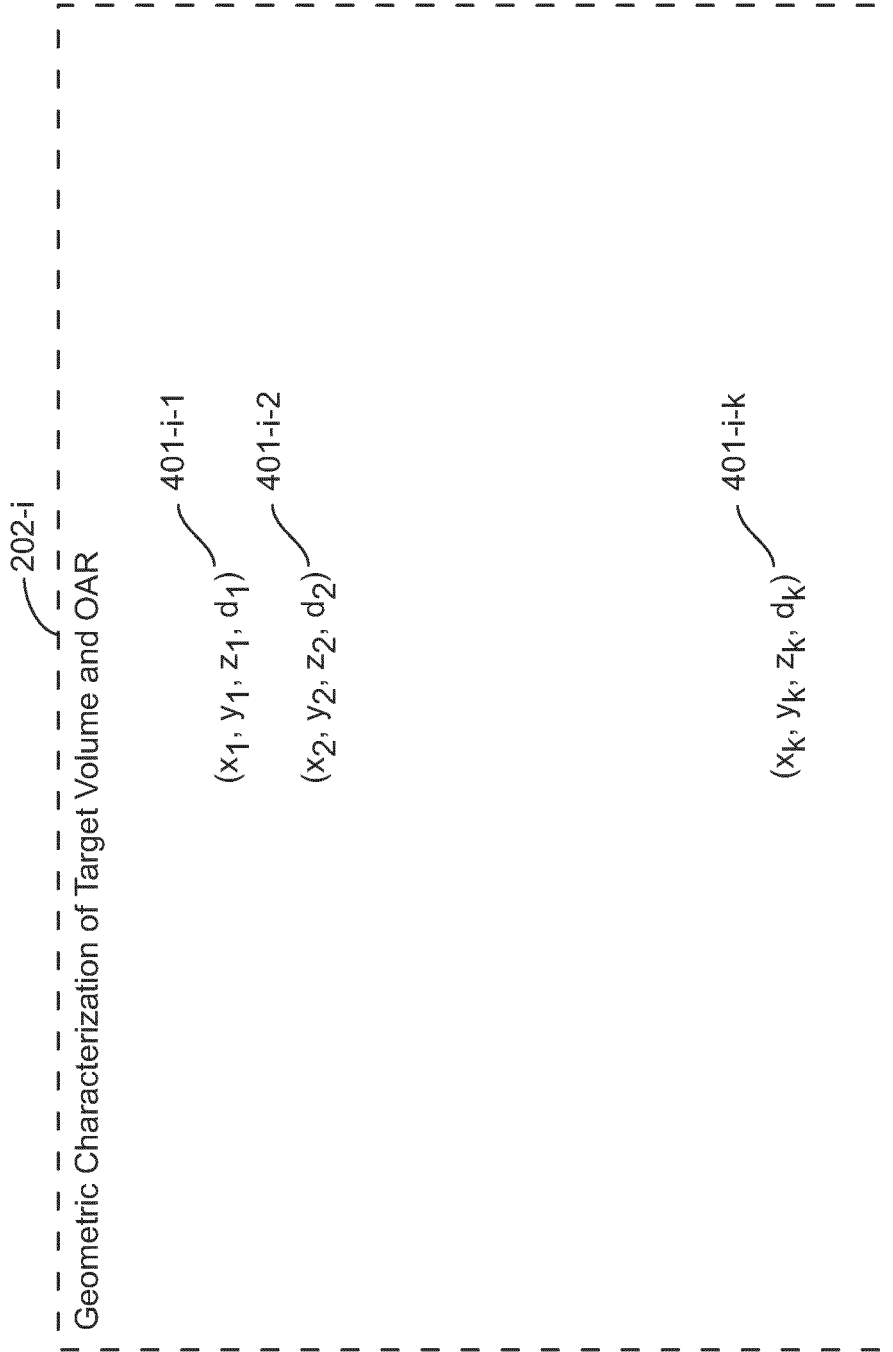 202-i
Geometric Characterization of Target Volume and OAR
401-i-1
(x1, y1, z1, d1)
401-i-2
(x2, y2, z2, d2)
401-i-k
(xk, yk, zk, dk)